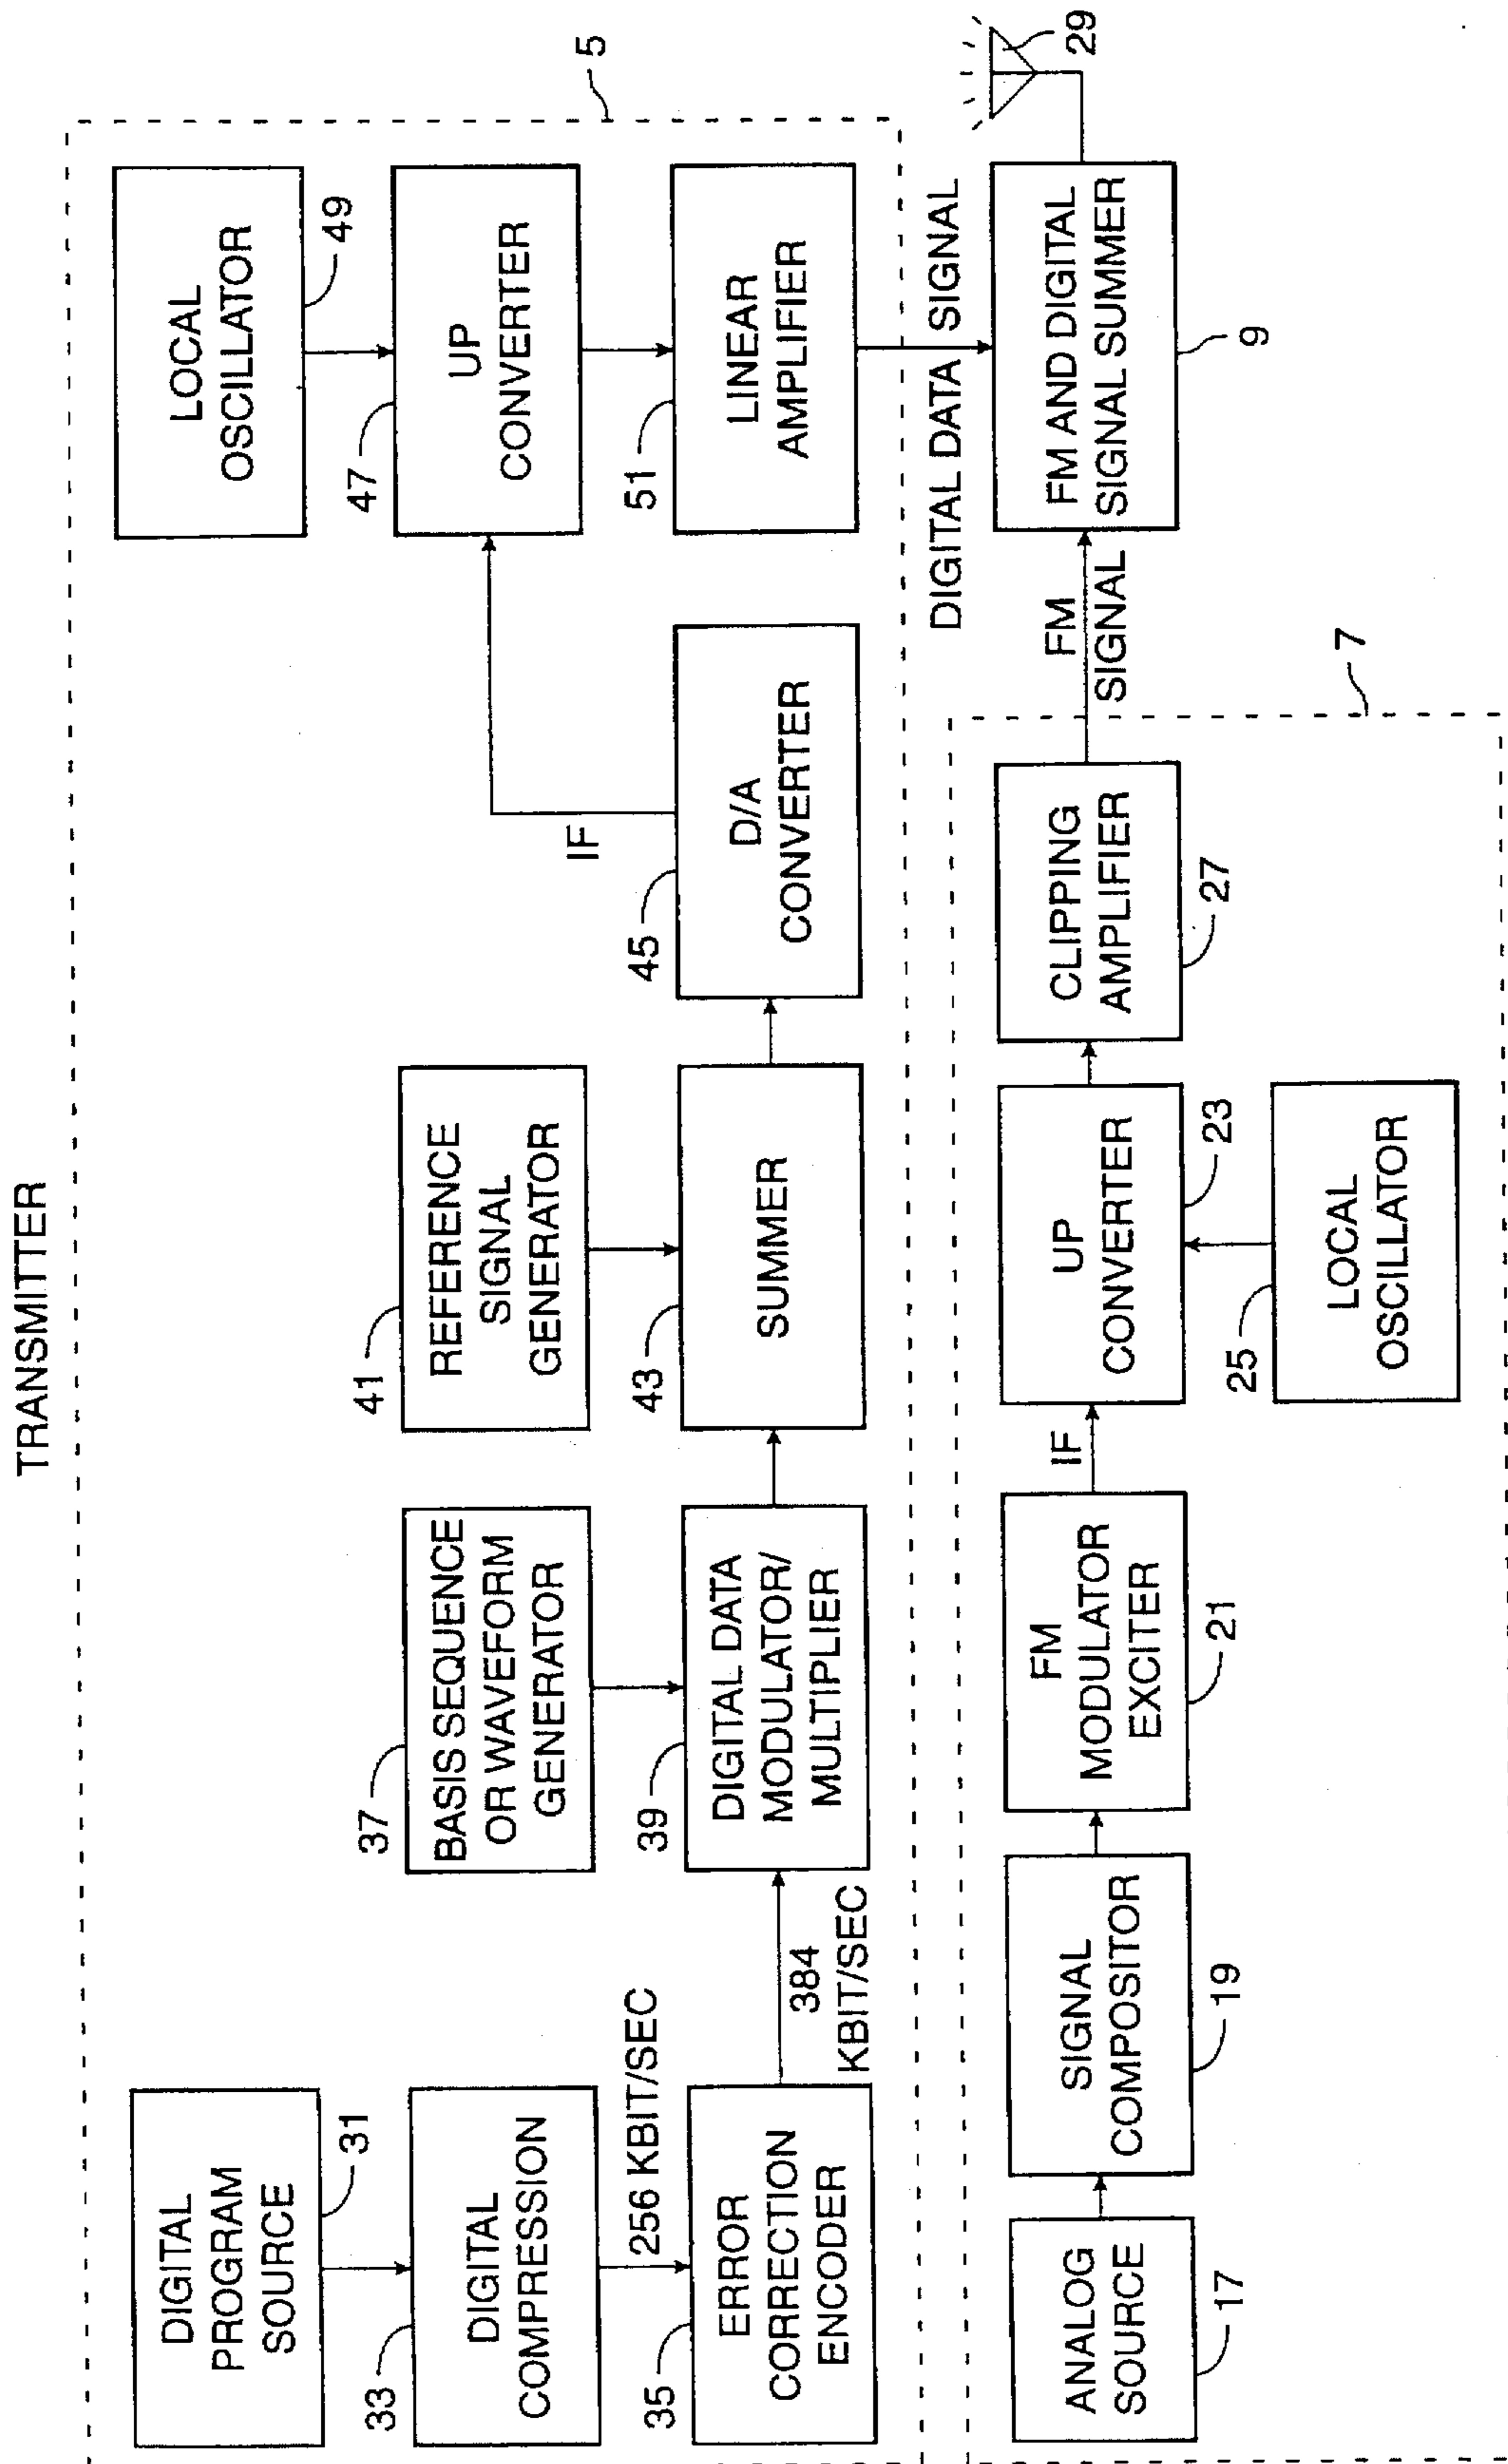 TRANSMITTER
5
DIGITAL
PROGRAM
SOURCE
31
33
DIGITAL
COMPRESSION
256 KBIT/SEC
35
ERROR
CORRECTION
ENCODER
384
KBIT/SEC
37
BASIS SEQUENCE
OR WAVEFORM
GENERATOR
39
DIGITAL DATA
MODULATOR/
MULTIPLIER
41
REFERENCE
SIGNAL
GENERATOR
43
SUMMER
45
D/A
CONVERTER
IF
LOCAL
OSCILLATOR
49
47
UP
CONVERTER
51
LINEAR
AMPLIFIER
DIGITAL DATA SIGNAL
ANALOG
SOURCE
17
SIGNAL
COMPOSITOR
19
FM
MODULATOR
EXCITER
21
IF
UP
CONVERTER
23
25
LOCAL
OSCILLATOR
CLIPPING
AMPLIFIER
27
7
FM
SIGNAL
FM AND DIGITAL
SIGNAL SUMMER
9
29